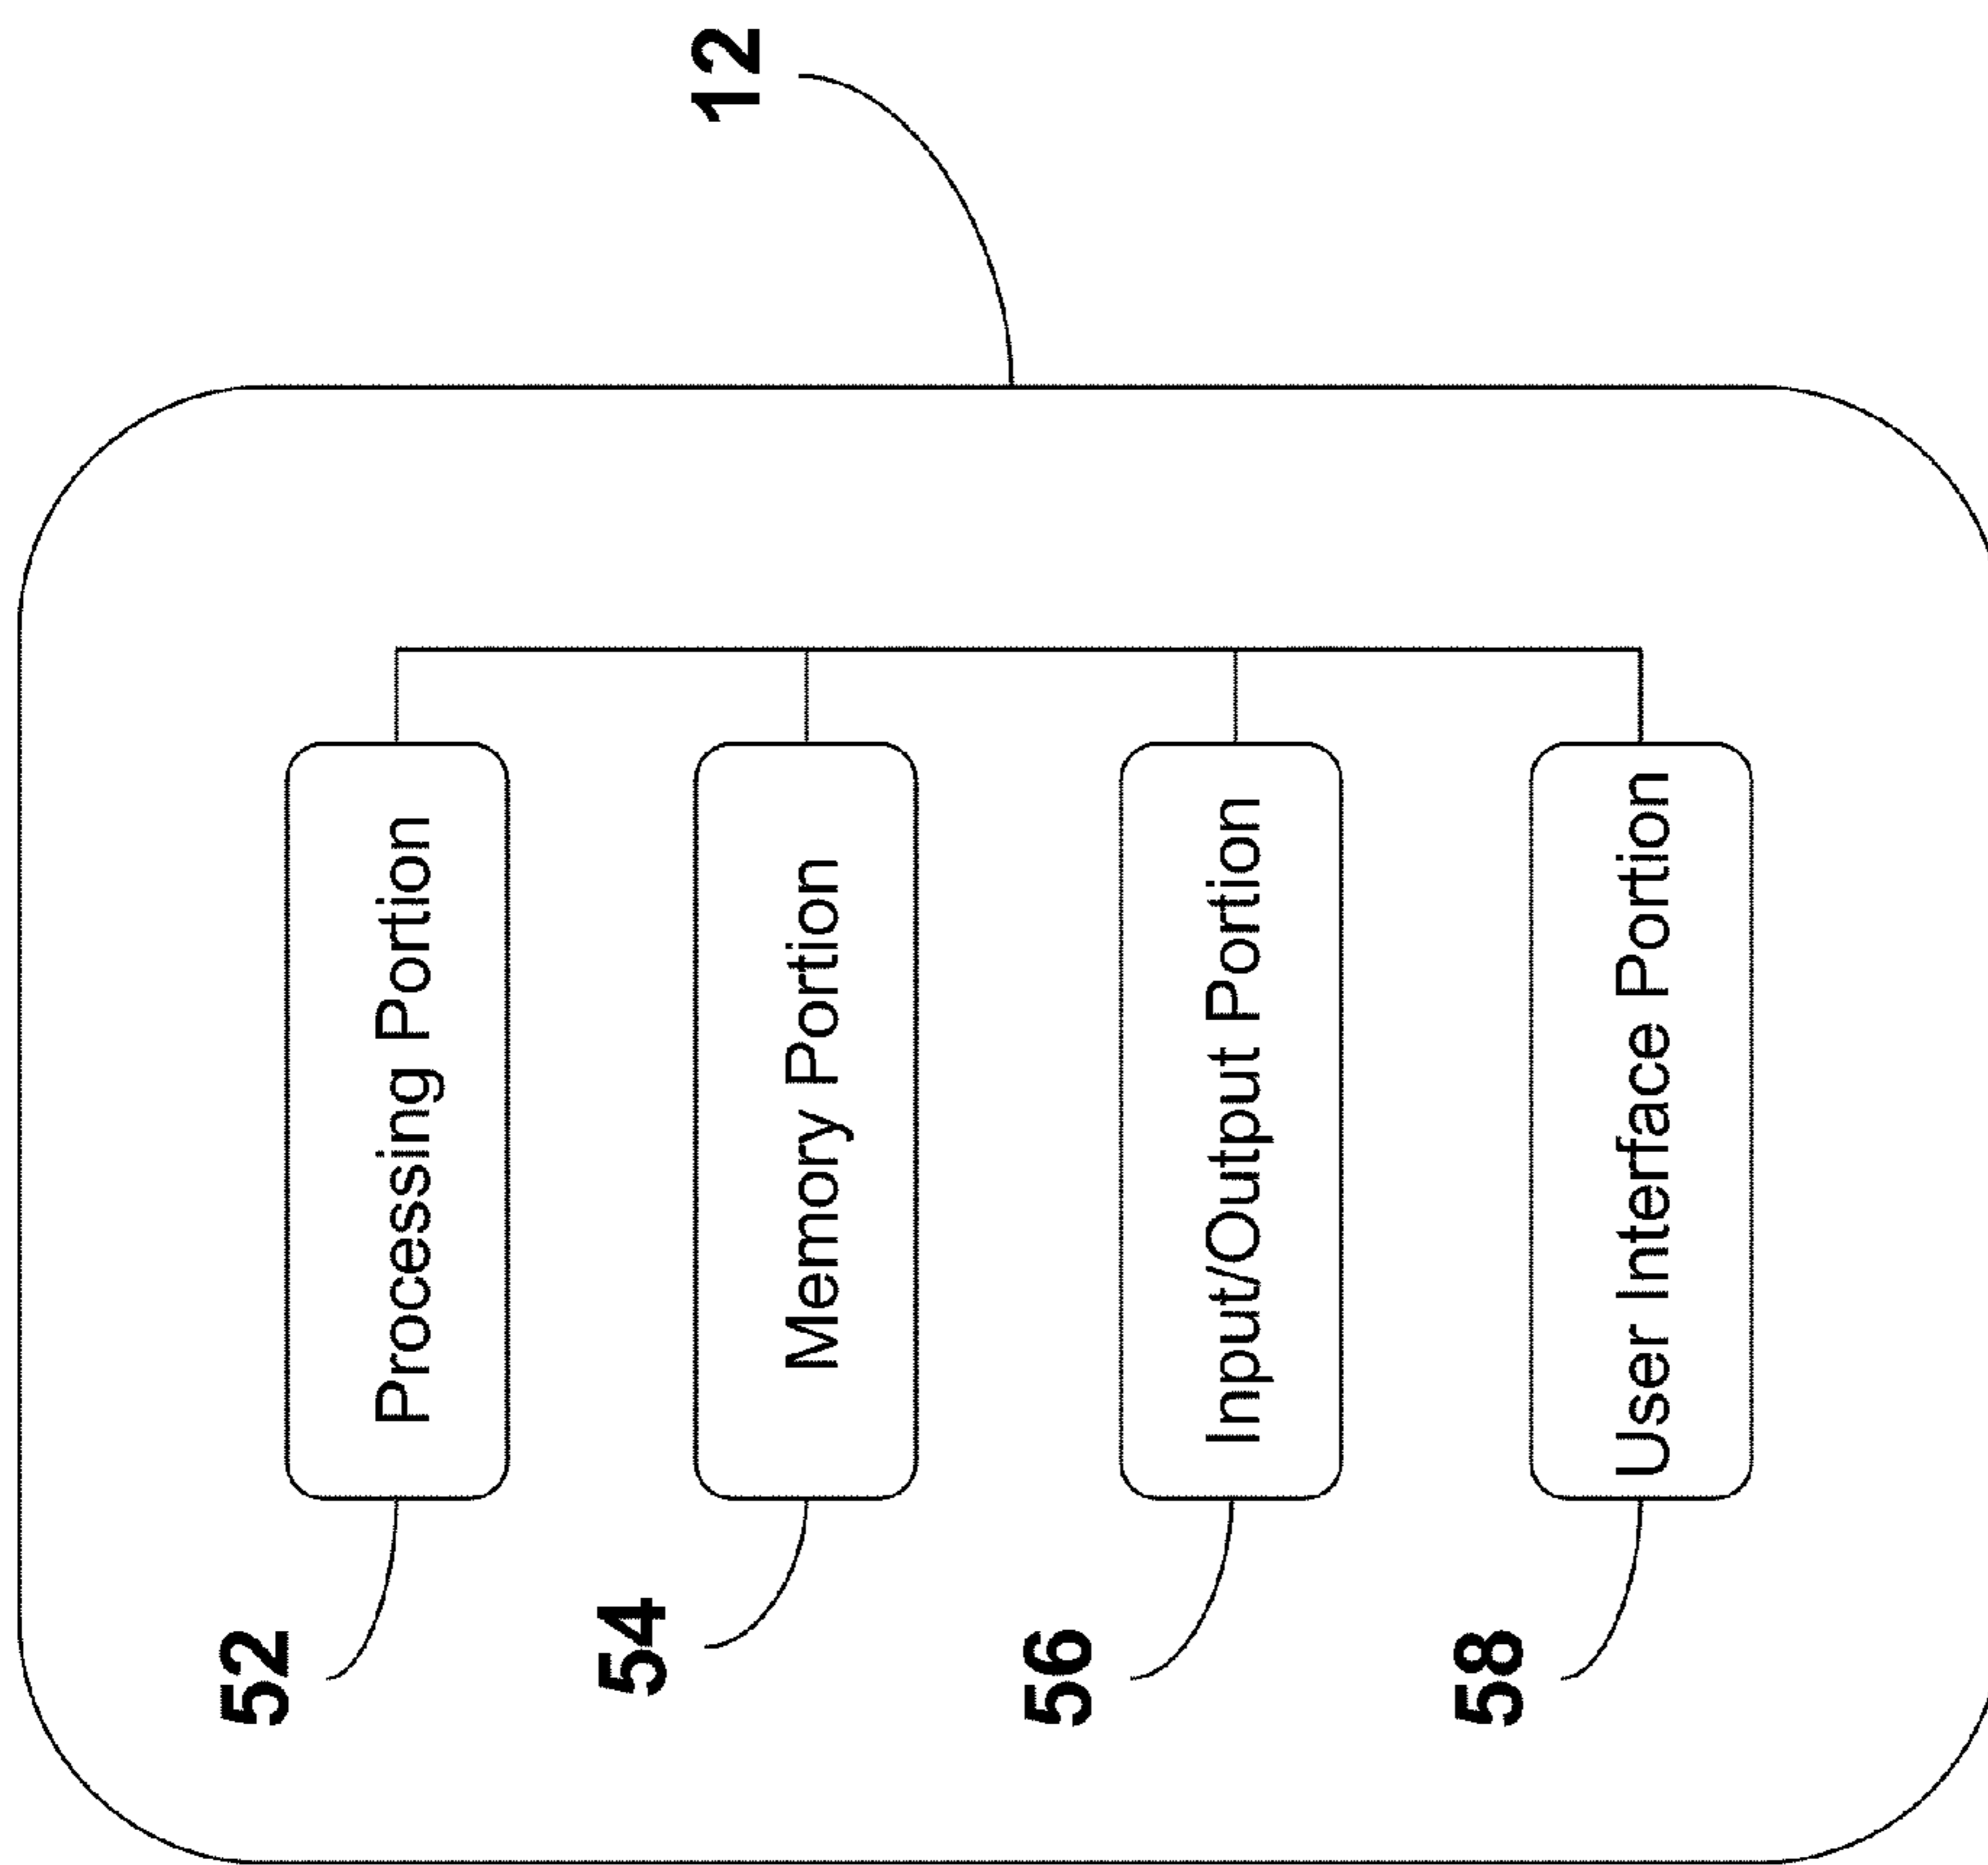 12
52
Processing Portion
54
Memory Portion
56
Input/Output Portion
58
User Interface Portion